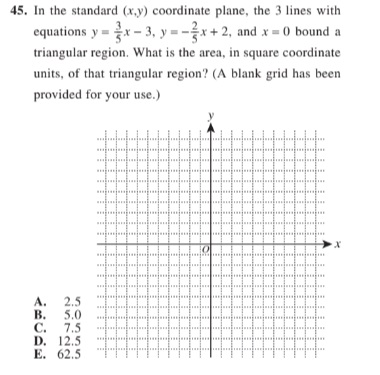 45. In the standard (x,y) coordinate plane, the 3 lines with
equations y = 3/5 x − 3, y = −2/5 x + 2, and x = 0 bound a
triangular region. What is the area, in square coordinate
units, of that triangular region? (A blank grid has been
provided for your use.)
y
x
O
A. 2.5
B. 5.0
C. 7.5
D. 12.5
E. 62.5